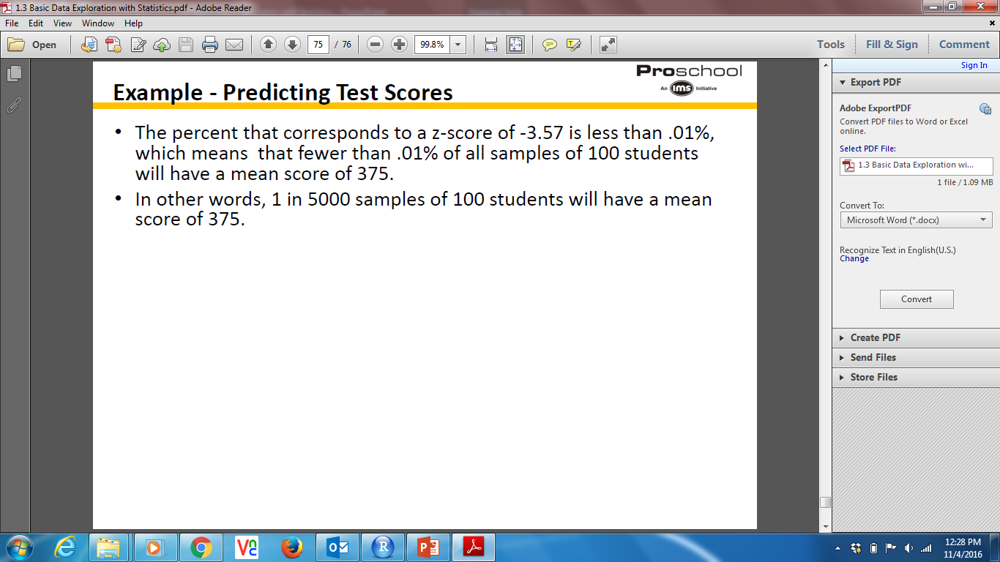 1.3 Basic Data Exploration with Statistics.pdf - Adobe Reader
File Edit View Window Help
Open 75 / 76 99.8% Tools Fill & Sign Comment
Sign In
Export PDF
Adobe ExportPDF
Convert PDF files to Word or Excel
online.
Select PDF File:
1.3 Basic Data Exploration wi...
1 file / 1.09 MB
Convert To:
Microsoft Word (*.docx)
Recognize Text in English(U.S.)
Change
Convert
Create PDF
Send Files
Store Files
Proschool
An ims Initiative
Example - Predicting Test Scores
• The percent that corresponds to a z-score of -3.57 is less than .01%,
which means that fewer than .01% of all samples of 100 students
will have a mean score of 375.
• In other words, 1 in 5000 samples of 100 students will have a mean
score of 375.
12:28 PM
11/4/2016